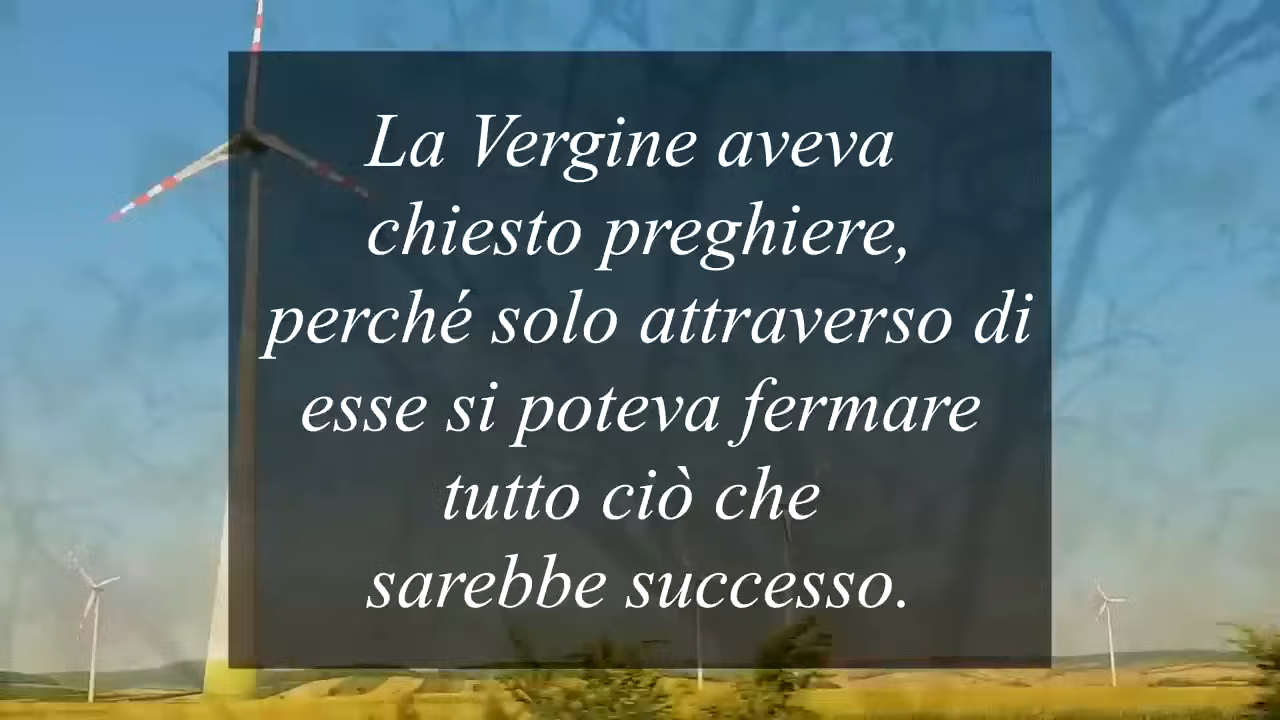 La Vergine aveva
chiesto preghiere,
perché solo attraverso di
esse si poteva fermare
tutto ciò che
sarebbe successo.